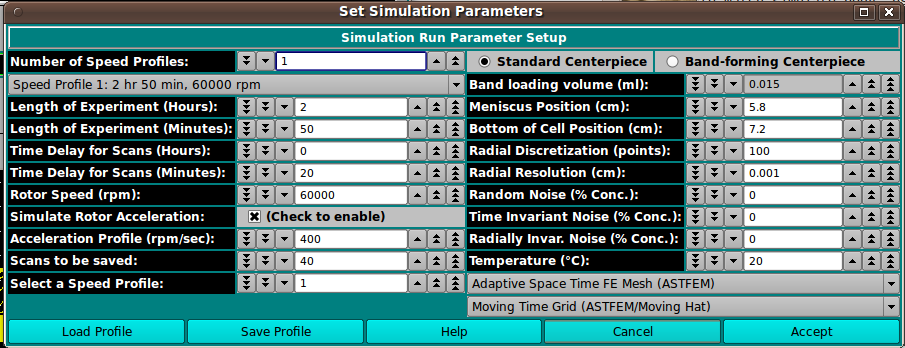 Set Simulation Parameters
Simulation Run Parameter Setup
Number of Speed Profiles: 1
Standard Centerpiece Band-forming Centerpiece
Speed Profile 1: 2 hr 50 min, 60000 rpm
Band loading volume (ml): 0.015
Length of Experiment (Hours): 2
Meniscus Position (cm): 5.8
Length of Experiment (Minutes): 50
Bottom of Cell Position (cm): 7.2
Time Delay for Scans (Hours): 0
Radial Discretization (points): 100
Time Delay for Scans (Minutes): 20
Radial Resolution (cm): 0.001
Rotor Speed (rpm): 60000
Random Noise (% Conc.): 0
Simulate Rotor Acceleration: (Check to enable)
Time Invariant Noise (% Conc.): 0
Acceleration Profile (rpm/sec): 400
Radially Invar. Noise (% Conc.): 0
Scans to be saved: 40
Temperature (°C): 20
Select a Speed Profile: 1
Adaptive Space Time FE Mesh (ASTFEM)
Moving Time Grid (ASTFEM/Moving Hat)
Load Profile Save Profile Help Cancel Accept